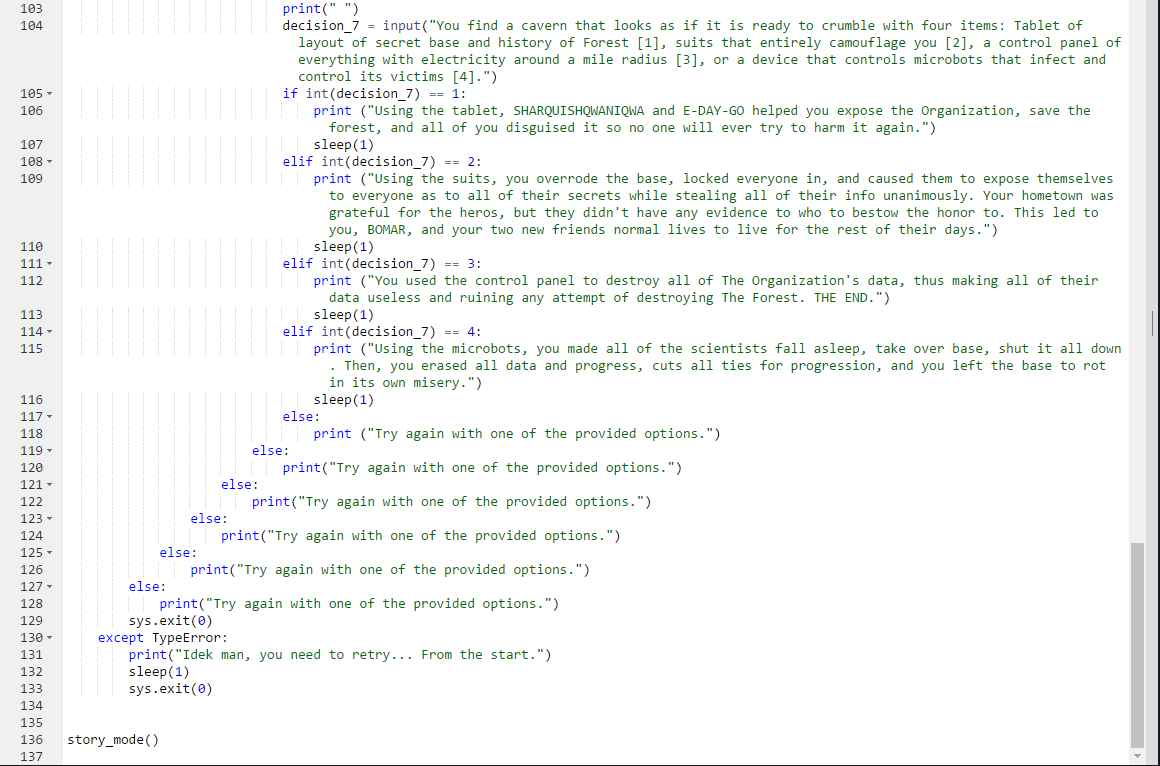 103 print(" ")
104 decision_7 = input("You find a cavern that looks as if it is ready to crumble with four items: Tablet of
layout of secret base and history of Forest [1], suits that entirely camouflage you [2], a control panel of
everything with electricity around a mile radius [3], or a device that controls microbots that infect and
control its victims [4].")
105 if int(decision_7) == 1:
106 print ("Using the tablet, SHARQUISHQWANIQWA and E-DAY-GO helped you expose the Organization, save the
forest, and all of you disguised it so no one will ever try to harm it again.")
107 sleep(1)
108 elif int(decision_7) == 2:
109 print ("Using the suits, you overrode the base, locked everyone in, and caused them to expose themselves
to everyone as to all of their secrets while stealing all of their info unanimously. Your hometown was
grateful for the heros, but they didn't have any evidence to who to bestow the honor to. This led to
you, BOMAR, and your two new friends normal lives to live for the rest of their days.")
110 sleep(1)
111 elif int(decision_7) == 3:
112 print ("You used the control panel to destroy all of The Organization's data, thus making all of their
data useless and ruining any attempt of destroying The Forest. THE END.")
113 sleep(1)
114 elif int(decision_7) == 4:
115 print ("Using the microbots, you made all of the scientists fall asleep, take over base, shut it all down
. Then, you erased all data and progress, cuts all ties for progression, and you left the base to rot
in its own misery.")
116 sleep(1)
117 else:
118 print ("Try again with one of the provided options.")
119 else:
120 print("Try again with one of the provided options.")
121 else:
122 print("Try again with one of the provided options.")
123 else:
124 print("Try again with one of the provided options.")
125 else:
126 print("Try again with one of the provided options.")
127 else:
128 print("Try again with one of the provided options.")
129 sys.exit(0)
130 except TypeError:
131 print("Idek man, you need to retry... From the start.")
132 sleep(1)
133 sys.exit(0)
134
135
136 story_mode()
137